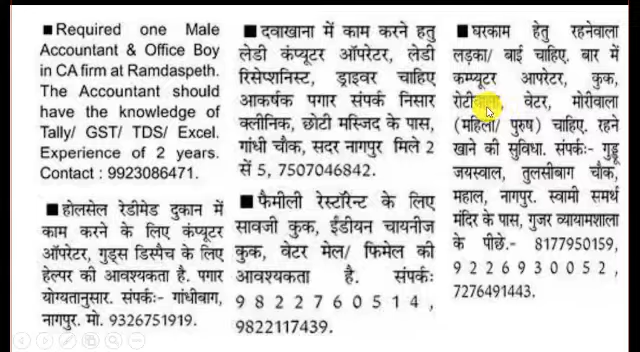 ■ Required one Male
Accountant & Office Boy
in CA firm at Ramdaspeth.
The Accountant should
have the knowledge of
Tally/ GST/ TDS/ Excel.
Experience of 2 years.
Contact : 9923086471.
■ होलसेल रेडीमेड दुकान में
काम करने के लिए कंप्यूटर
ऑपरेटर, गुड्स डिस्पैच के लिए
हेल्पर की आवश्यकता है. पगार
योग्यतानुसार. संपर्कः- गांधीबाग,
नागपुर. मो. 9326751919.
■ दवाखाना में काम करने हतु
लेडी कंप्यूटर ऑपरेटर, लेडी
रिसेप्शनिस्ट, ड्राइवर चाहिए
आकर्षक पगार संपर्क निसार
क्लीनिक, छोटी मस्जिद के पास,
गांधी चौक, सदर नागपुर मिले 2
से 5, 7507046842.
■ फैमीली रेस्टॉरेन्ट के लिए
सावजी कुक, ईंडीयन चायनीज
कुक, वेटर मेल/ फिमेल की
आवश्यकता है. संपर्कः
9822760514,
9822117439.
■ घरकाम हेतु रहनेवाला
लड़का/ बाई चाहिए. बार में
कम्प्यूटर आपरेटर, कुक,
रोटीवाला, वेटर, मोरीवाला
(महिला/ पुरुष) चाहिए. रहने
खाने की सुविधा. संपर्कः- गुड्डू
जयस्वाल, तुलसीबाग चौक,
महाल, नागपुर. स्वामी समर्थ
मंदिर के पास, गुजर व्यायामशाला
के पीछे.- 8177950159,
9226930052,
7276491443.